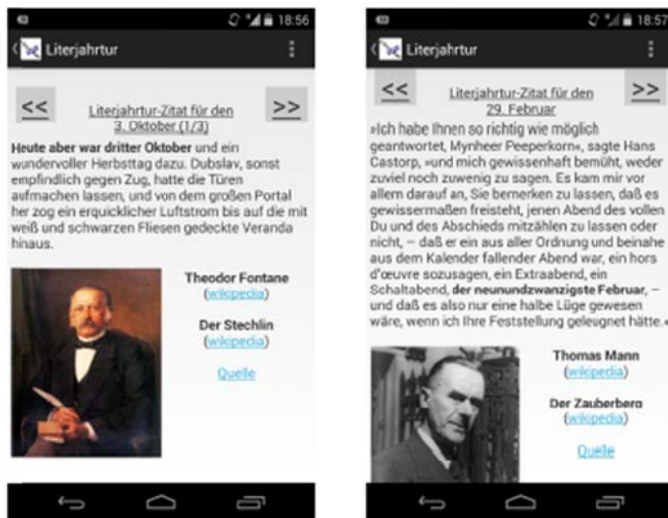 18:56
Literjahrtur
<<
Literjahrtur-Zitat für den
3. Oktober (1/3)
>>
Heute aber war dritter Oktober und ein
wundervoller Herbsttag dazu. Dubslav, sonst
empfindlich gegen Zug, hatte die Türen
aufmachen lassen, und von dem großen Portal
her zog ein erquicklicher Luftstrom bis auf die mit
weiß und schwarzen Fliesen gedeckte Veranda
hinaus.
Theodor Fontane
(wikipedia)
Der Stechlin
(wikipedia)
Quelle
18:57
Literjahrtur
<<
Literjahrtur-Zitat für den
29. Februar
>>
»Ich habe Ihnen so richtig wie möglich
geantwortet, Mynheer Peeperkorn«, sagte Hans
Castorp, »und mich gewissenhaft bemüht, weder
zuviel noch zuwenig zu sagen. Es kam mir vor
allem darauf an, Sie bemerken zu lassen, daß es
gewissermaßen freisteht, jenen Abend des vollen
Du und des Abschieds mitzählen zu lassen oder
nicht, – daß er ein aus aller Ordnung und beinahe
aus dem Kalender fallender Abend war, ein hors
d'œuvre sozusagen, ein Extraabend, ein
Schaltabend, der neunundzwanzigste Februar, –
und daß es also nur eine halbe Lüge gewesen
wäre, wenn ich Ihre Feststellung geleugnet hätte.«
Thomas Mann
(wikipedia)
Der Zauberberg
(wikipedia)
Quelle